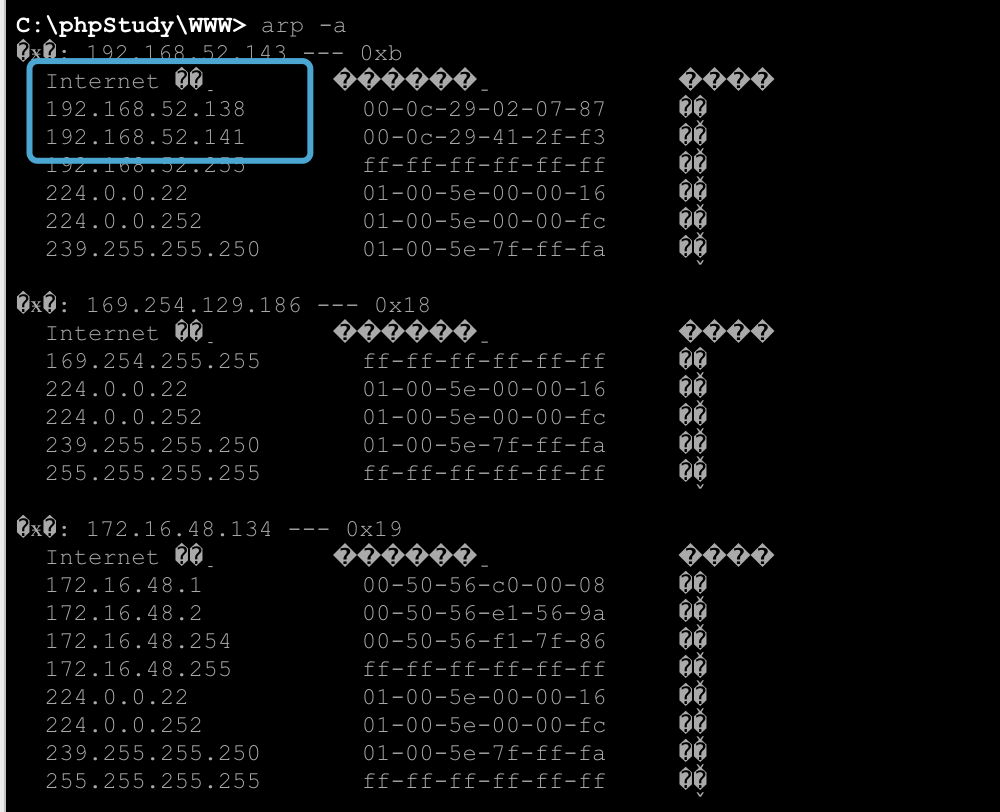 C:\phpStudy\WWW> arp -a
�x�: 192.168.52.143 --- 0xb
Internet ��_ ������_ ����
192.168.52.138 00-0c-29-02-07-87 ��
192.168.52.141 00-0c-29-41-2f-f3 ��
192.168.52.255 ff-ff-ff-ff-ff-ff ��
224.0.0.22 01-00-5e-00-00-16 ��
224.0.0.252 01-00-5e-00-00-fc ��
239.255.255.250 01-00-5e-7f-ff-fa ��
�x�: 169.254.129.186 --- 0x18
Internet ��_ ������_ ����
169.254.255.255 ff-ff-ff-ff-ff-ff ��
224.0.0.22 01-00-5e-00-00-16 ��
224.0.0.252 01-00-5e-00-00-fc ��
239.255.255.250 01-00-5e-7f-ff-fa ��
255.255.255.255 ff-ff-ff-ff-ff-ff ��
�x�: 172.16.48.134 --- 0x19
Internet ��_ ������_ ����
172.16.48.1 00-50-56-c0-00-08 ��
172.16.48.2 00-50-56-e1-56-9a ��
172.16.48.254 00-50-56-f1-7f-86 ��
172.16.48.255 ff-ff-ff-ff-ff-ff ��
224.0.0.22 01-00-5e-00-00-16 ��
224.0.0.252 01-00-5e-00-00-fc ��
239.255.255.250 01-00-5e-7f-ff-fa ��
255.255.255.255 ff-ff-ff-ff-ff-ff ��